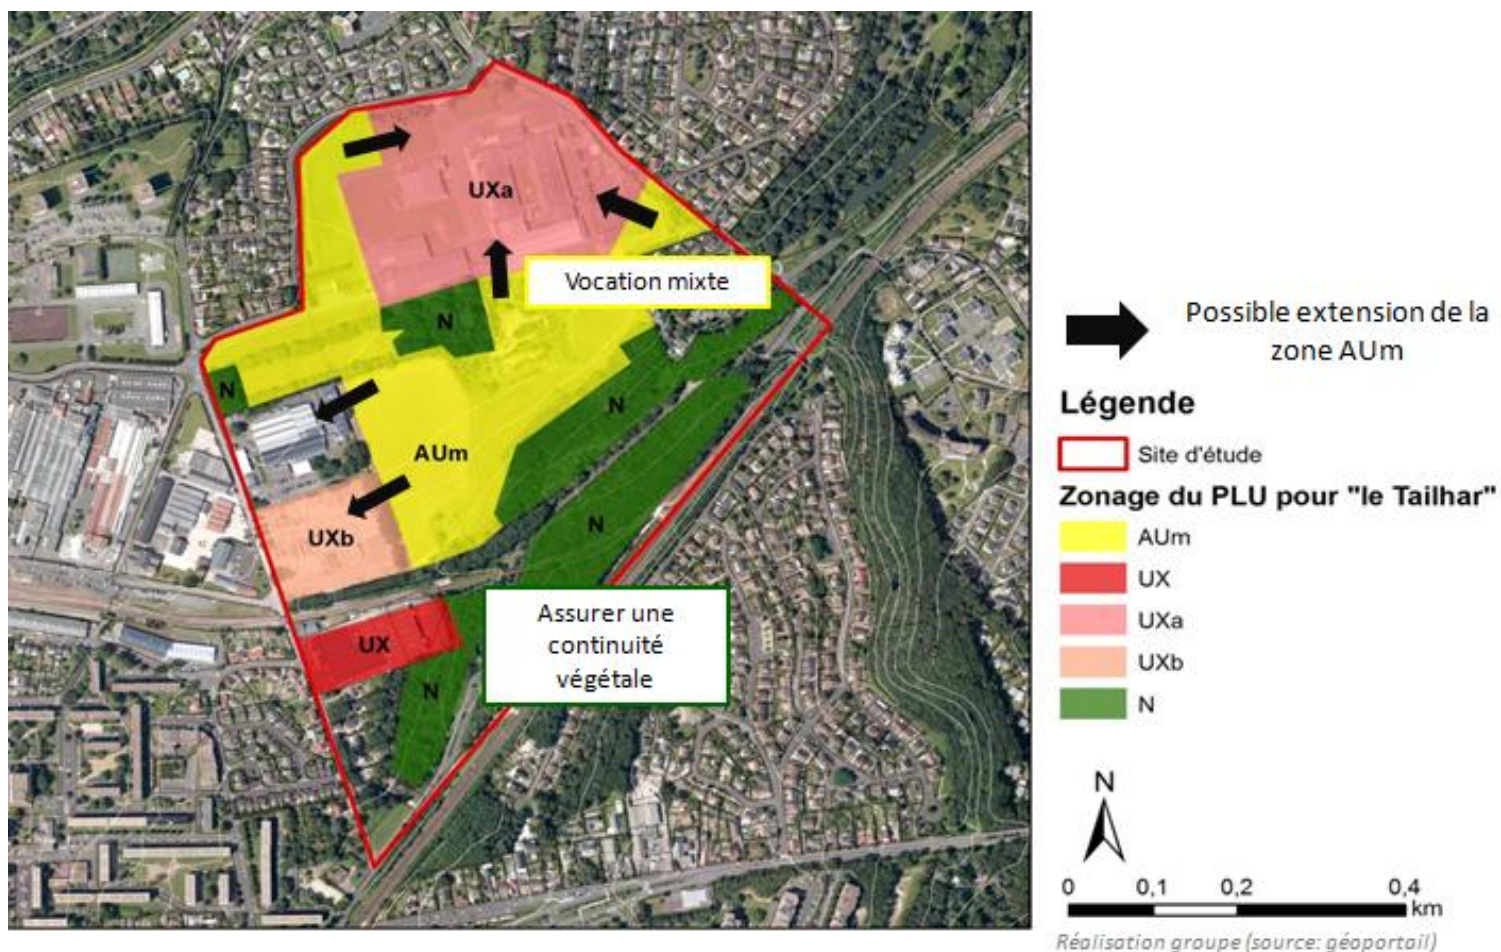 UXa
Vocation mixte
N
N
N
AUm
N
UXb
UX
N
Assurer une
continuité
végétale
Possible extension de la
zone AUm
Légende
Site d'étude
Zonage du PLU pour "le Tailhar"
AUm
UX
UXa
UXb
N
N
0 0,1 0,2 0,4
km
Réalisation groupe (source: géoportail)